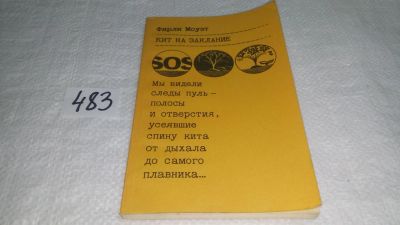 Фарли Моуэт
КИТ НА ЗАКЛАНИЕ
SOS
Мы видели
следы пуль –
полосы
и отверстия,
усеявшие
спину кита
от дыхала
до самого
плавника...
483